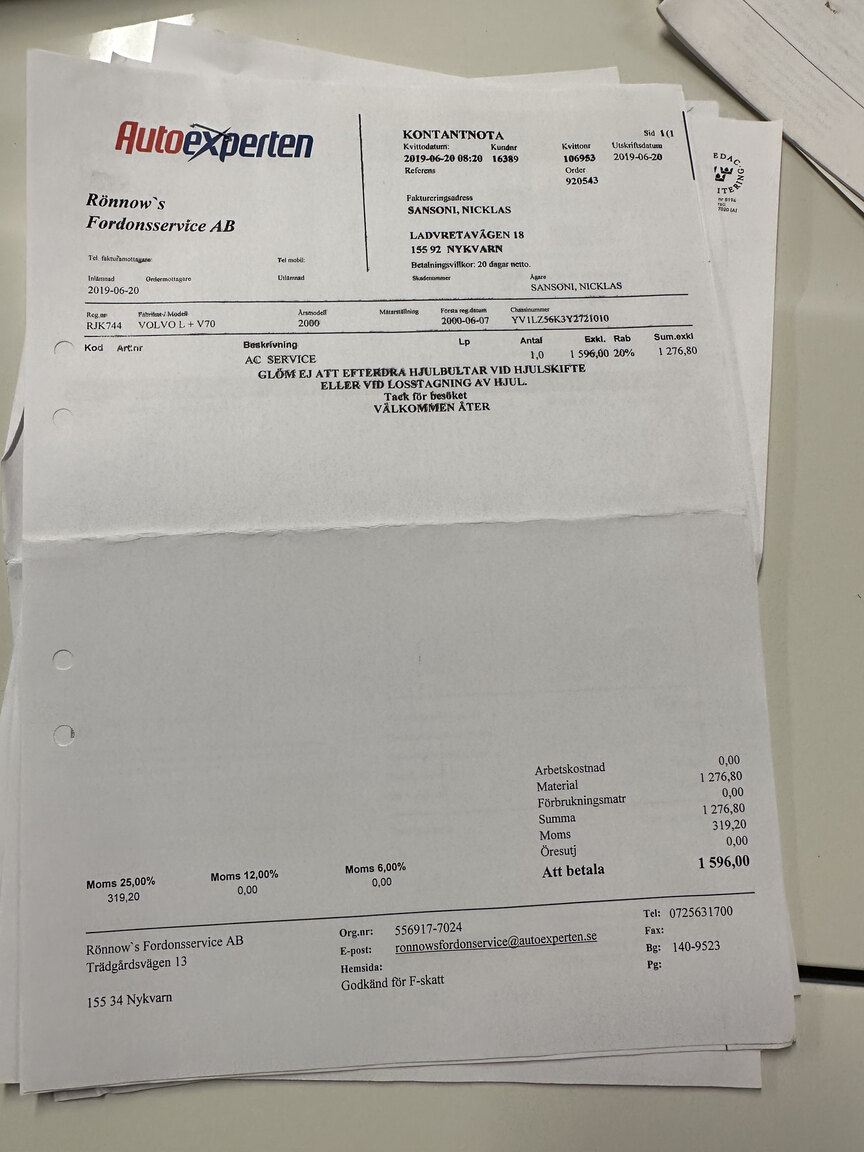 Autoexperten
KONTANTNOTA
Sid 1(1
Kvittodatum: Kundnr Kvittonr Utskriftsdatum
2019-06-20 08:20 16389 106953 2019-06-20
Referens Order
920543
Rönnow`s
Fordonsservice AB
Faktureringsadress
SANSONI, NICKLAS
LADVRETAVÄGEN 18
155 92 NYKVARN
Tel. fakturamottagare: Tel mobil:
Betalningsvillkor: 20 dagar netto.
Inlämnad Ordermottagare Utlämnad Skadenummer Ägare
2019-06-20 SANSONI, NICKLAS
Reg.nr Fabrikat-/ Modell Årsmodell Mätarställning Första reg.datum Chassinummer
RJK744 VOLVO L + V70 2000 2000-06-07 YV1LZ56K3Y2721010
Kod Art.nr Beskrivning Lp Antal Exkl. Rab Sum.exkl
AC SERVICE 1,0 1 596,00 20% 1 276,80
GLÖM EJ ATT EFTERDRA HJULBULTAR VID HJULSKIFTE
ELLER VID LOSSTAGNING AV HJUL.
Tack för besöket
VÄLKOMMEN ÅTER
Arbetskostnad 0,00
Material 1 276,80
Förbrukningsmatr 0,00
Summa 1 276,80
Moms 319,20
Öresutj 0,00
Att betala 1 596,00
Moms 25,00% Moms 12,00% Moms 6,00%
319,20 0,00 0,00
Rönnow`s Fordonsservice AB
Trädgårdsvägen 13
155 34 Nykvarn
Org.nr: 556917-7024
E-post: ronnowsfordonservice@autoexperten.se
Hemsida:
Godkänd för F-skatt
Tel: 0725631700
Fax:
Bg: 140-9523
Pg: